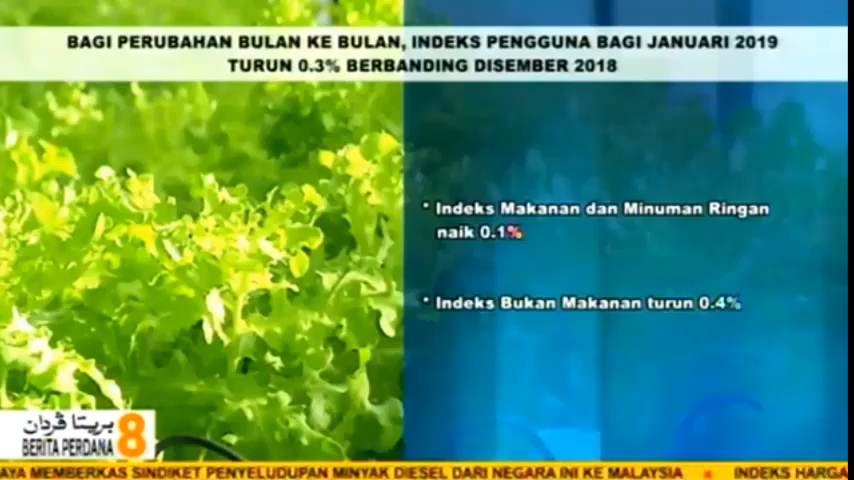 BAGI PERUBAHAN BULAN KE BULAN, INDEKS PENGGUNA BAGI JANUARI 2019
TURUN 0.3% BERBANDING DISEMBER 2018
* Indeks Makanan dan Minuman Ringan
naik 0.1%
* Indeks Bukan Makanan turun 0.4%
بريتا ڤردان
BERITA PERDANA 8
AYA MEMBERKAS SINDIKET PENYELUDUPAN MINYAK DIESEL DARI NEGARA INI KE MALAYSIA INDEKS HARGA